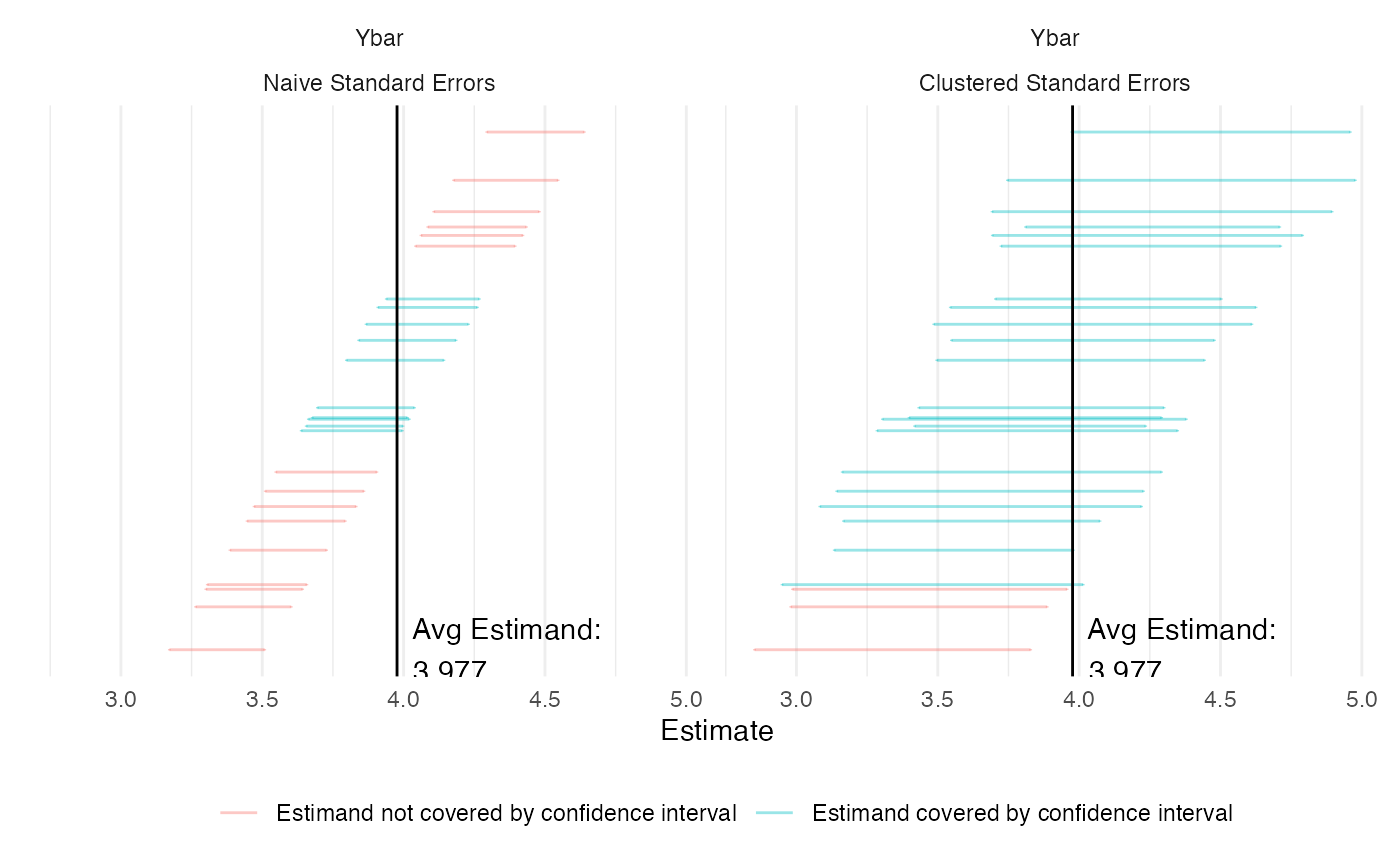 Ybar
Ybar
Naive Standard Errors
Clustered Standard Errors
Avg Estimand:
3.977
Avg Estimand:
3.977
3.0 3.5 4.0 4.5 5.0
3.0 3.5 4.0 4.5 5.0
Estimate
Estimand not covered by confidence interval
Estimand covered by confidence interval